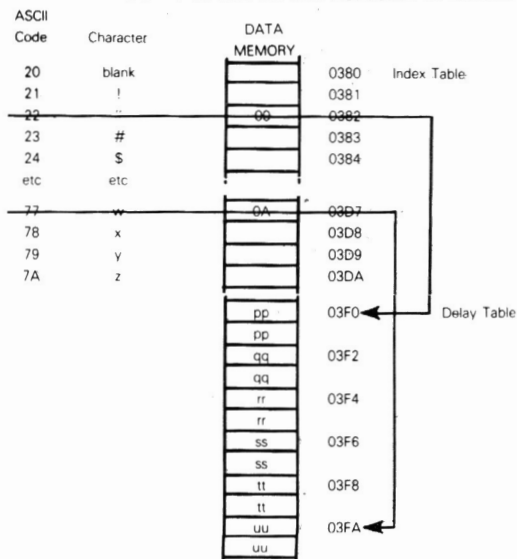 ASCII
Code Character DATA
MEMORY
20 blank 0380 Index Table
21 ! 0381
22 " 00 0382
23 # 0383
24 $ 0384
etc etc
77 w 0A 03D7
78 x 03D8
79 y 03D9
7A z 03DA
pp 03F0 Delay Table
pp
qq 03F2
qq
rr 03F4
rr
ss 03F6
ss
tt 03F8
tt
uu 03FA
uu